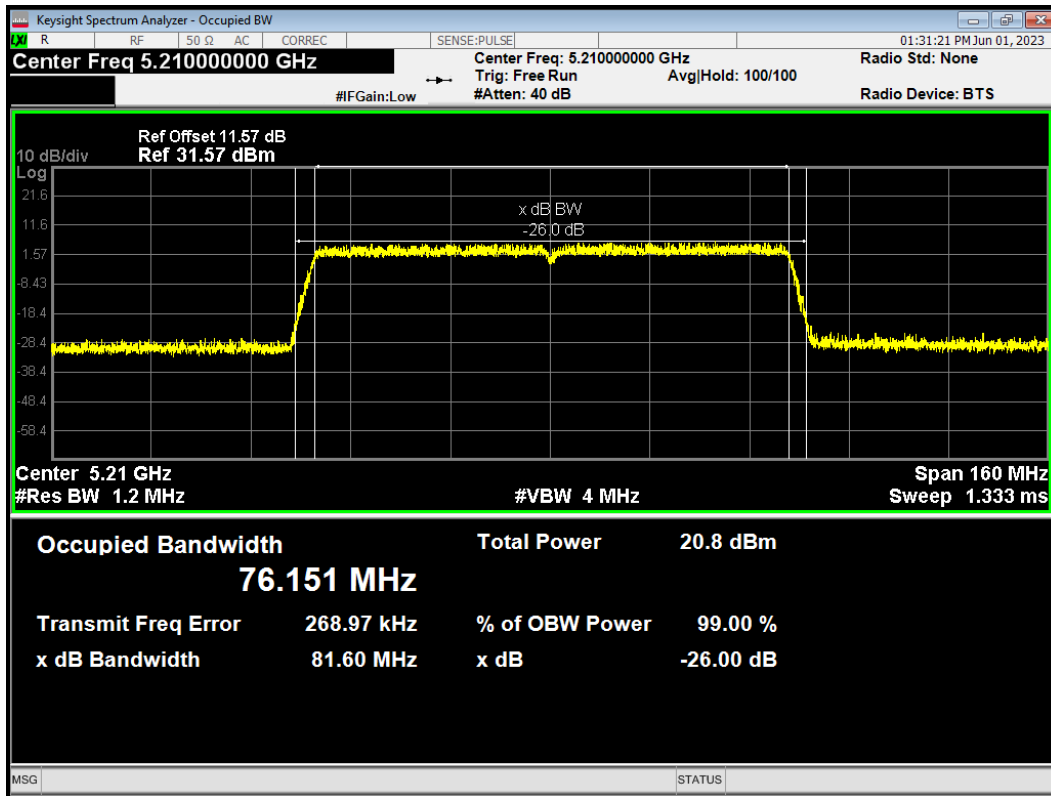 Keysight Spectrum Analyzer - Occupied BW
LXI R RF 50 Ω AC CORREC SENSE:PULSE 01:31:21 PM Jun 01, 2023
Center Freq 5.210000000 GHz Center Freq: 5.210000000 GHz Radio Std: None
Trig: Free Run Avg|Hold: 100/100
#IFGain:Low #Atten: 40 dB Radio Device: BTS
Ref Offset 11.57 dB
10 dB/div Ref 31.57 dBm
Log
21.6
x dB BW
11.6
-26.0 dB
1.57
-8.43
-18.4
-28.4
-38.4
-48.4
-58.4
Center 5.21 GHz Span 160 MHz
#Res BW 1.2 MHz #VBW 4 MHz Sweep 1.333 ms
Occupied Bandwidth Total Power 20.8 dBm
76.151 MHz
Transmit Freq Error 268.97 kHz % of OBW Power 99.00 %
x dB Bandwidth 81.60 MHz x dB -26.00 dB
MSG STATUS